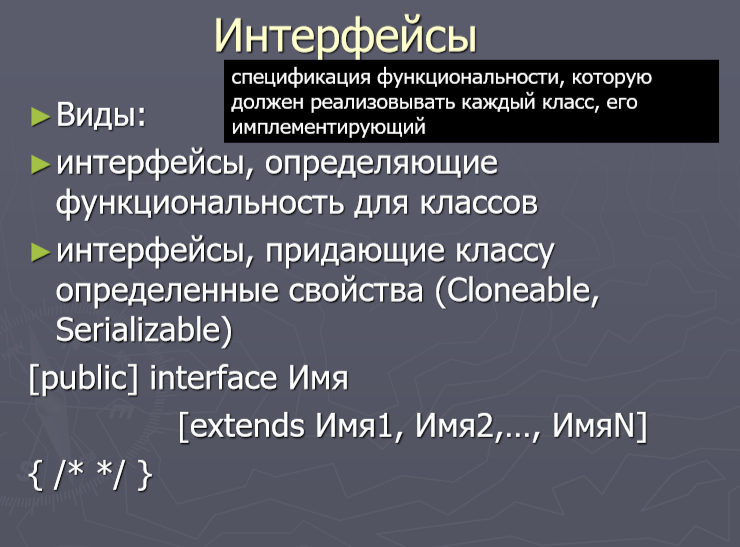 Интерфейсы
спецификация функциональности, которую
должен реализовывать каждый класс, его
имплементирующий
►Виды:
►интерфейсы, определяющие
функциональность для классов
►интерфейсы, придающие классу
определенные свойства (Cloneable,
Serializable)
[public] interface Имя
[extends Имя1, Имя2,…, ИмяN]
{ /* */ }